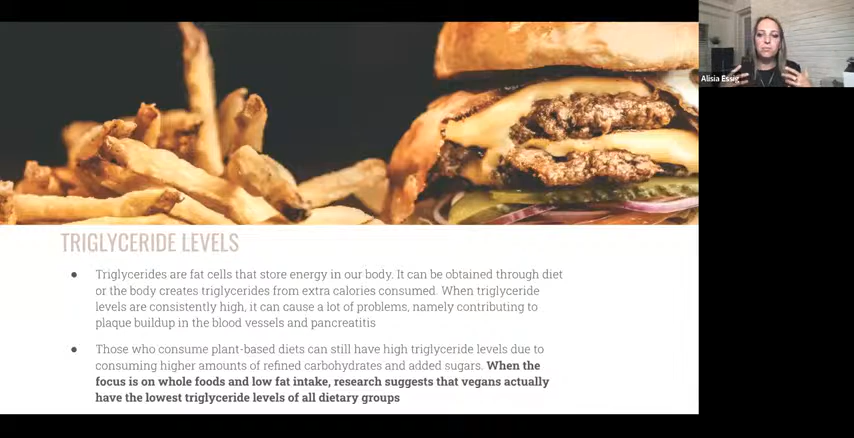 Alisia Essig
TRIGLYCERIDE LEVELS
● Triglycerides are fat cells that store energy in our body. It can be obtained through diet
or the body creates triglycerides from extra calories consumed. When triglyceride
levels are consistently high, it can cause a lot of problems, namely contributing to
plaque buildup in the blood vessels and pancreatitis
● Those who consume plant-based diets can still have high triglyceride levels due to
consuming higher amounts of refined carbohydrates and added sugars. When the
focus is on whole foods and low fat intake, research suggests that vegans actually
have the lowest triglyceride levels of all dietary groups